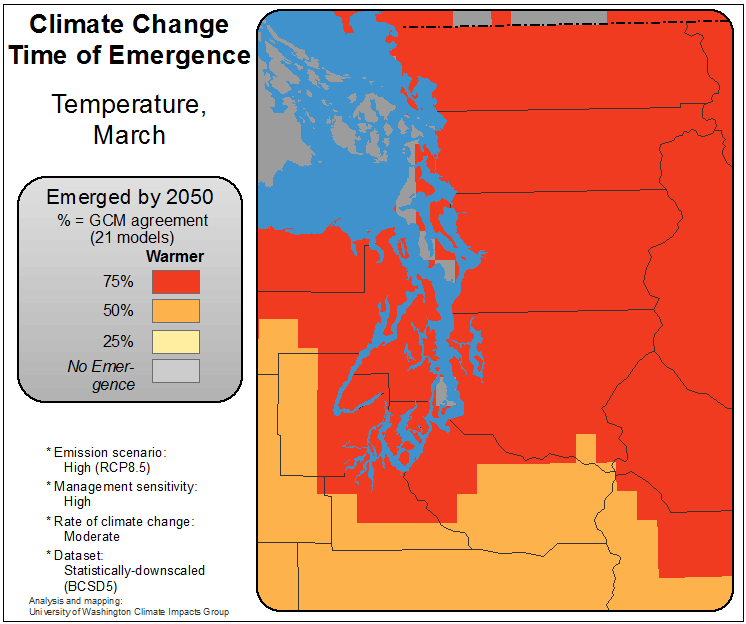 Climate Change
Time of Emergence
Temperature,
March
Emerged by 2050
% = GCM agreement
(21 models)
Warmer
75%
50%
25%
No Emer-
gence
* Emission scenario:
High (RCP8.5)
* Management sensitivity:
High
* Rate of climate change:
Moderate
* Dataset:
Statistically-downscaled
(BCSD5)
Analysis and mapping:
University of Washington Climate Impacts Group